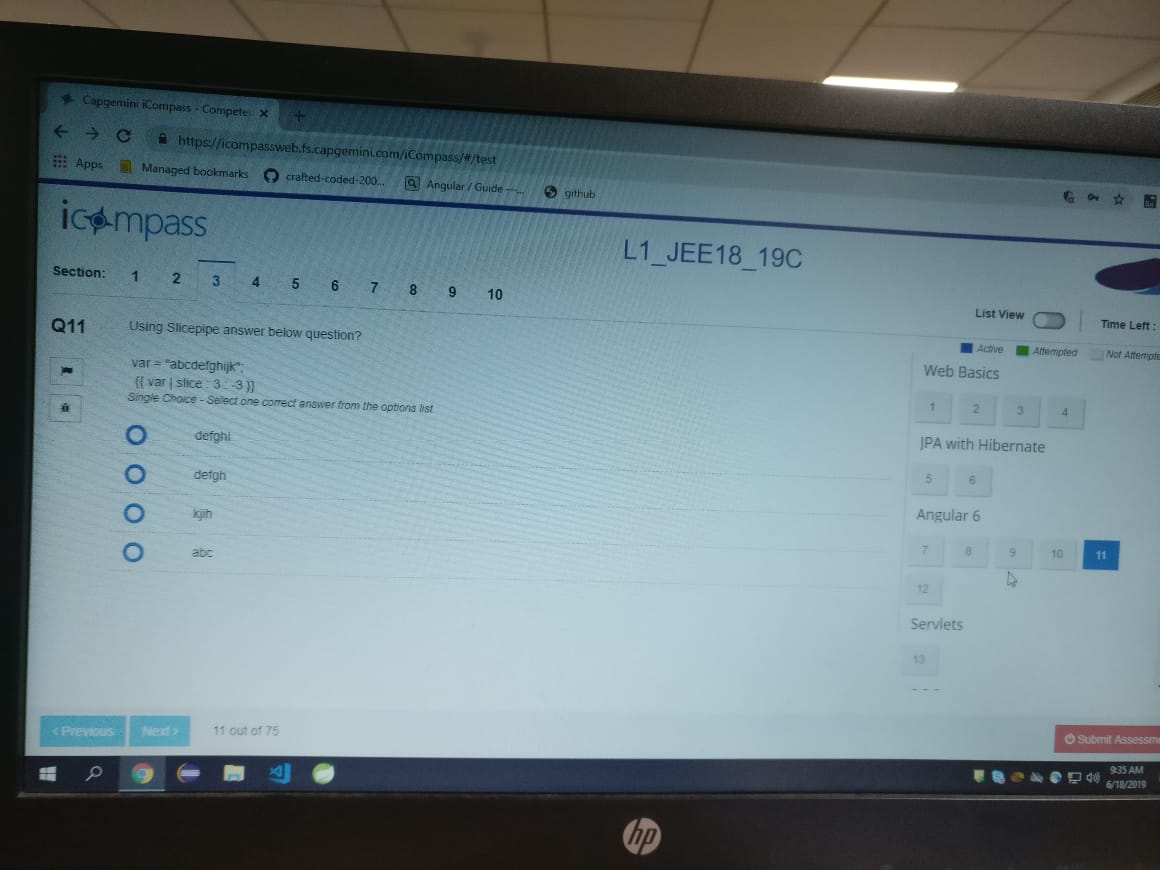 Capgemini iCompass - Competen
https://icompassweb.fs.capgemini.com/iCompass/#/test
Apps Managed bookmarks crafted-coded-200... Angular / Guide —... github
icompass
L1_JEE18_19C
Section: 1 2 3 4 5 6 7 8 9 10
List View Time Left :
Active Attempted Not Attempte
Q11 Using Slicepipe answer below question?
var = "abcdefghijk";
{{ var | slice : 3 : -3 }}
Single Choice - Select one correct answer from the options list.
defghi
defgh
kjih
abc
Web Basics
1 2 3 4
JPA with Hibernate
5 6
Angular 6
7 8 9 10 11
12
Servlets
13
< Previous Next > 11 out of 75
Submit Assessme
9:35 AM
6/18/2019
hp